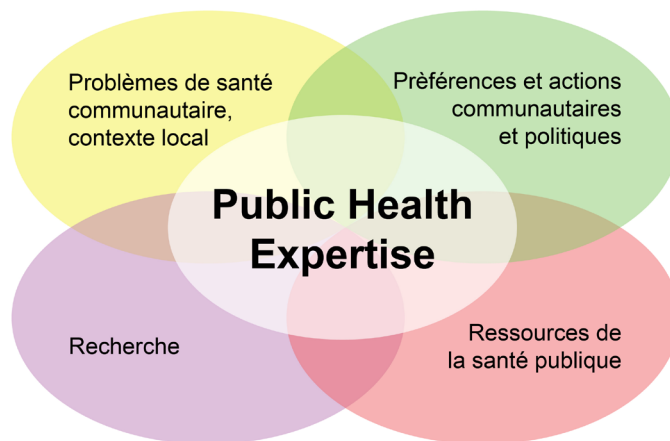 Problèmes de santé
communautaire,
contexte local
Prèférences et actions
communautaires
et politiques
Public Health
Expertise
Recherche
Ressources de
la santé publique